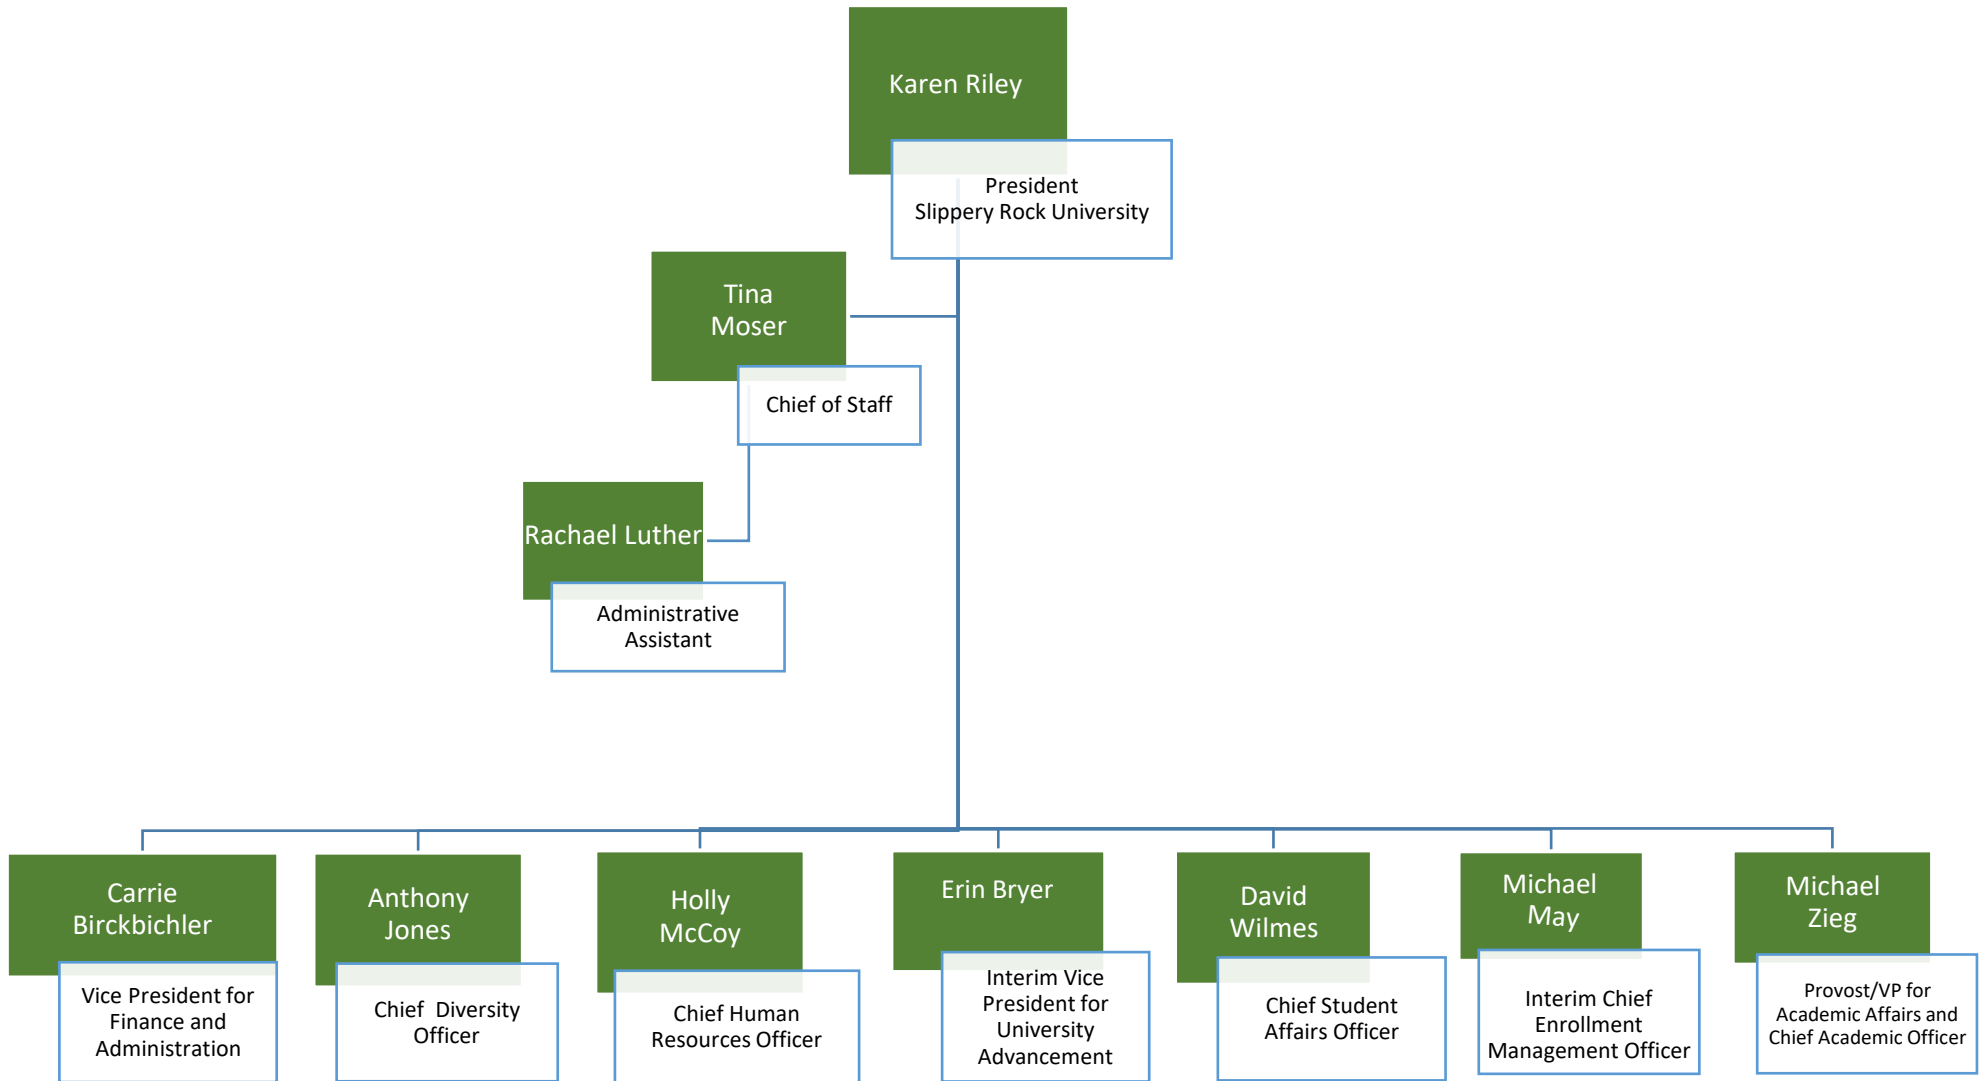 Karen Riley
President
Slippery Rock University
Tina
Moser
Chief of Staff
Rachael Luther
Administrative
Assistant
Carrie
Birckbichler
Vice President for
Finance and
Administration
Anthony
Jones
Chief  Diversity
Officer
Holly
McCoy
Chief Human
Resources Officer
Erin Bryer
Interim Vice
President for
University
Advancement
David
Wilmes
Chief Student
Affairs Officer
Michael
May
Interim Chief
Enrollment
Management Officer
Michael
Zieg
Provost/VP for
Academic Affairs and
Chief Academic Officer